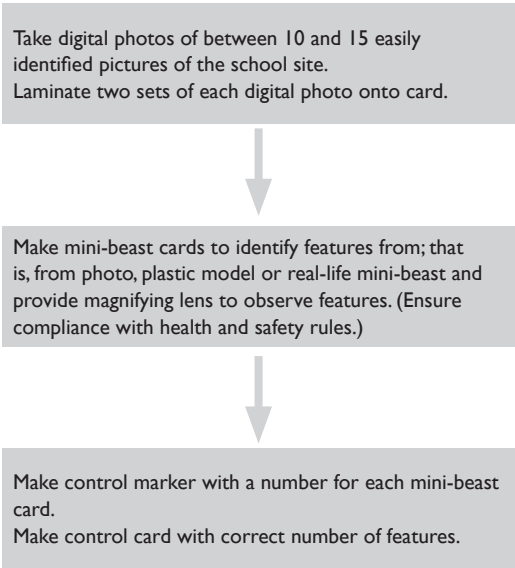 Take digital photos of between 10 and 15 easily
identified pictures of the school site.
Laminate two sets of each digital photo onto card.
Make mini-beast cards to identify features from; that
is, from photo, plastic model or real-life mini-beast and
provide magnifying lens to observe features. (Ensure
compliance with health and safety rules.)
Make control marker with a number for each mini-beast
card.
Make control card with correct number of features.